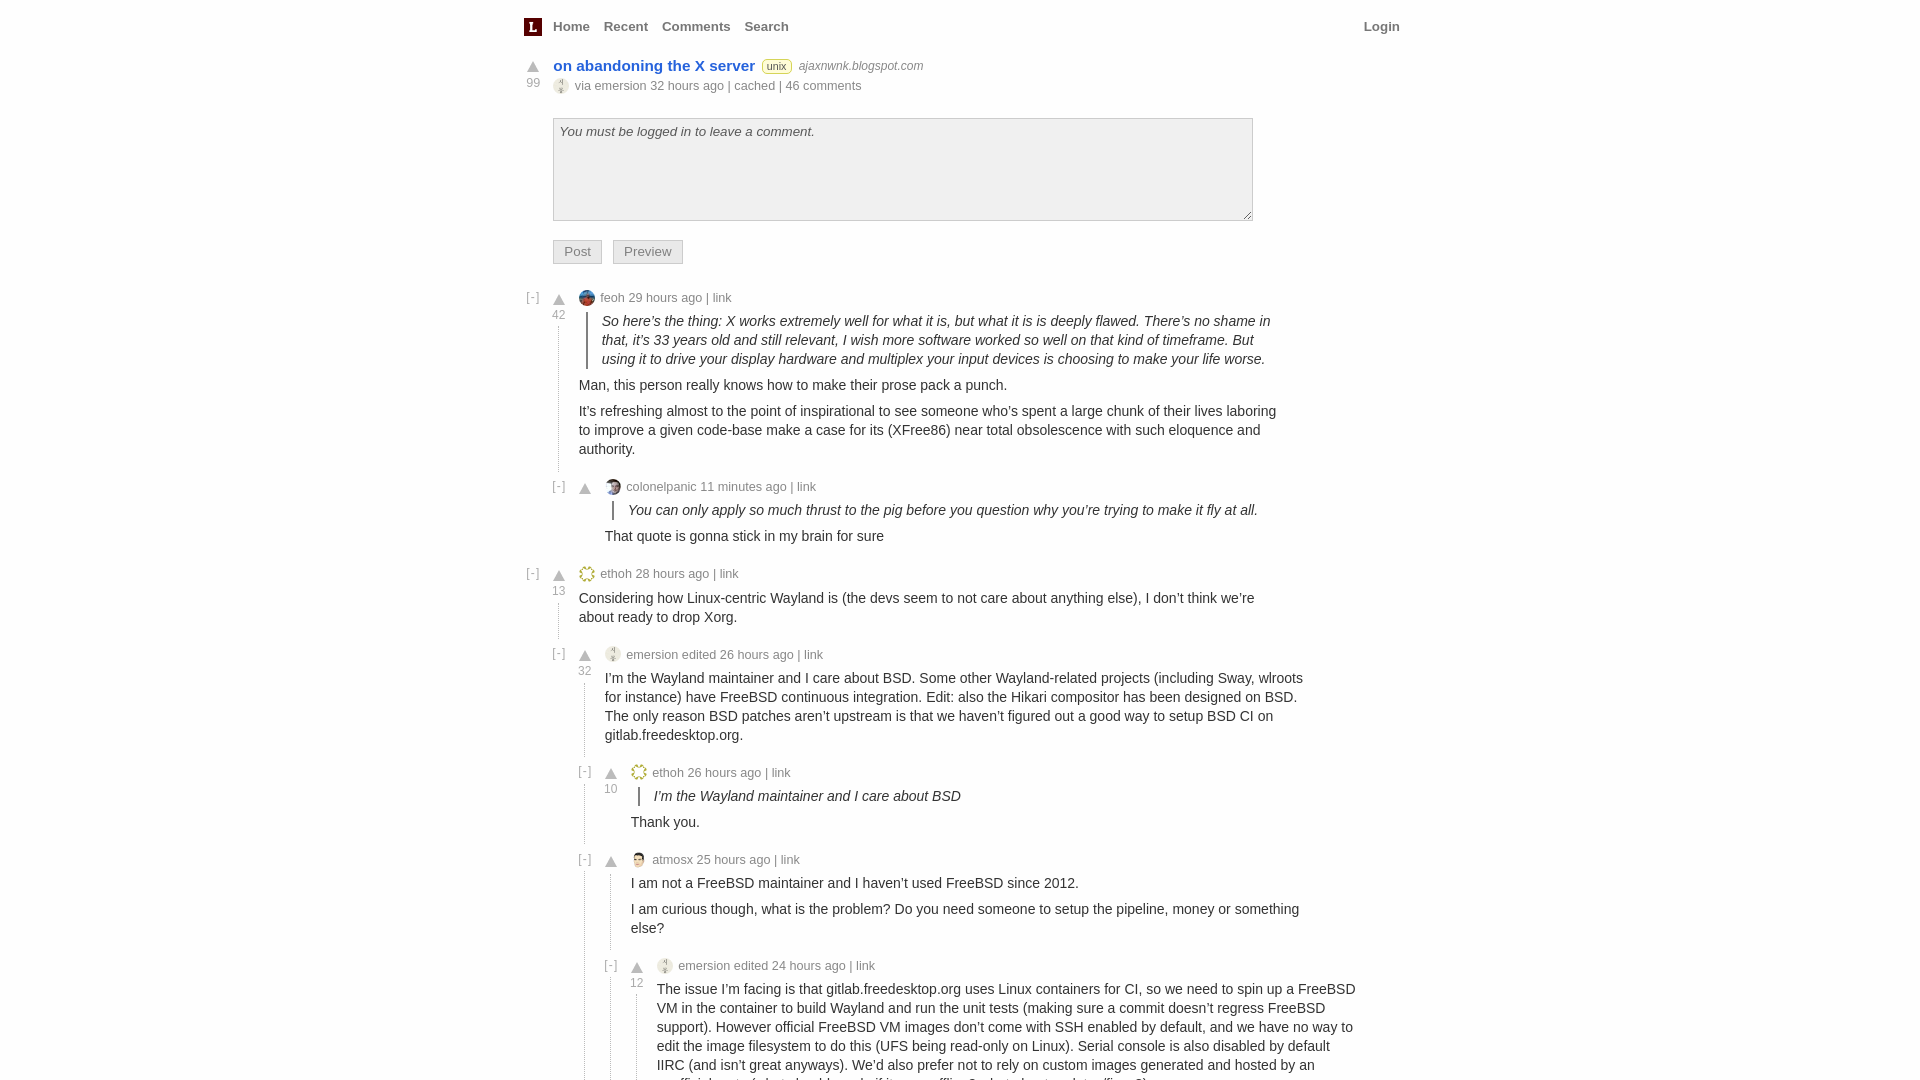 L Home Recent Comments Search Login
on abandoning the X server unix ajaxnwnk.blogspot.com
99
via emersion 32 hours ago | cached | 46 comments
You must be logged in to leave a comment.
Post Preview
[-] feoh 29 hours ago | link
42
So here’s the thing: X works extremely well for what it is, but what it is is deeply flawed. There’s no shame in
that, it’s 33 years old and still relevant, I wish more software worked so well on that kind of timeframe. But
using it to drive your display hardware and multiplex your input devices is choosing to make your life worse.
Man, this person really knows how to make their prose pack a punch.
It’s refreshing almost to the point of inspirational to see someone who’s spent a large chunk of their lives laboring
to improve a given code-base make a case for its (XFree86) near total obsolescence with such eloquence and
authority.
[-] colonelpanic 11 minutes ago | link
You can only apply so much thrust to the pig before you question why you’re trying to make it fly at all.
That quote is gonna stick in my brain for sure
[-] ethoh 28 hours ago | link
13
Considering how Linux-centric Wayland is (the devs seem to not care about anything else), I don’t think we’re
about ready to drop Xorg.
[-] emersion edited 26 hours ago | link
32
I’m the Wayland maintainer and I care about BSD. Some other Wayland-related projects (including Sway, wlroots
for instance) have FreeBSD continuous integration. Edit: also the Hikari compositor has been designed on BSD.
The only reason BSD patches aren’t upstream is that we haven’t figured out a good way to setup BSD CI on
gitlab.freedesktop.org.
[-] ethoh 26 hours ago | link
10
I’m the Wayland maintainer and I care about BSD
Thank you.
[-] atmosx 25 hours ago | link
I am not a FreeBSD maintainer and I haven’t used FreeBSD since 2012.
I am curious though, what is the problem? Do you need someone to setup the pipeline, money or something
else?
[-] emersion edited 24 hours ago | link
12
The issue I’m facing is that gitlab.freedesktop.org uses Linux containers for CI, so we need to spin up a FreeBSD
VM in the container to build Wayland and run the unit tests (making sure a commit doesn’t regress FreeBSD
support). However official FreeBSD VM images don’t come with SSH enabled by default, and we have no way to
edit the image filesystem to do this (UFS being read-only on Linux). Serial console is also disabled by default
IIRC (and isn’t great anyways). We’d also prefer not to rely on custom images generated and hosted by an